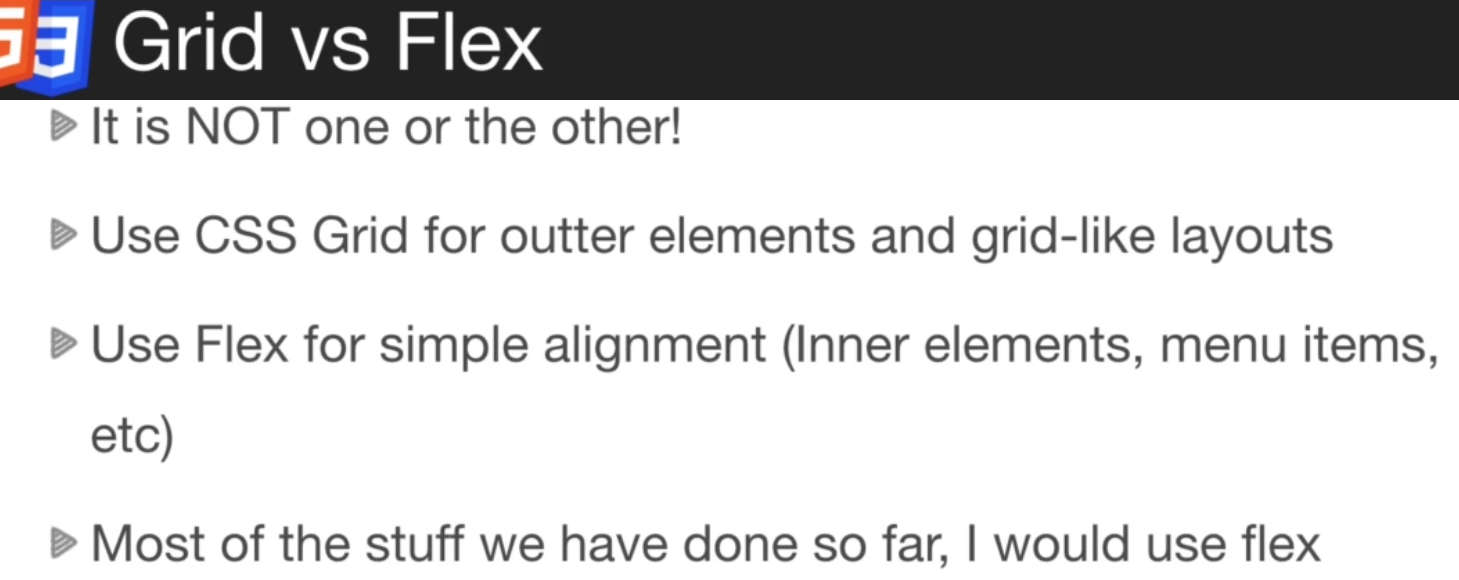 Grid vs Flex
It is NOT one or the other!
Use CSS Grid for outter elements and grid-like layouts
Use Flex for simple alignment (Inner elements, menu items,
etc)
Most of the stuff we have done so far, I would use flex